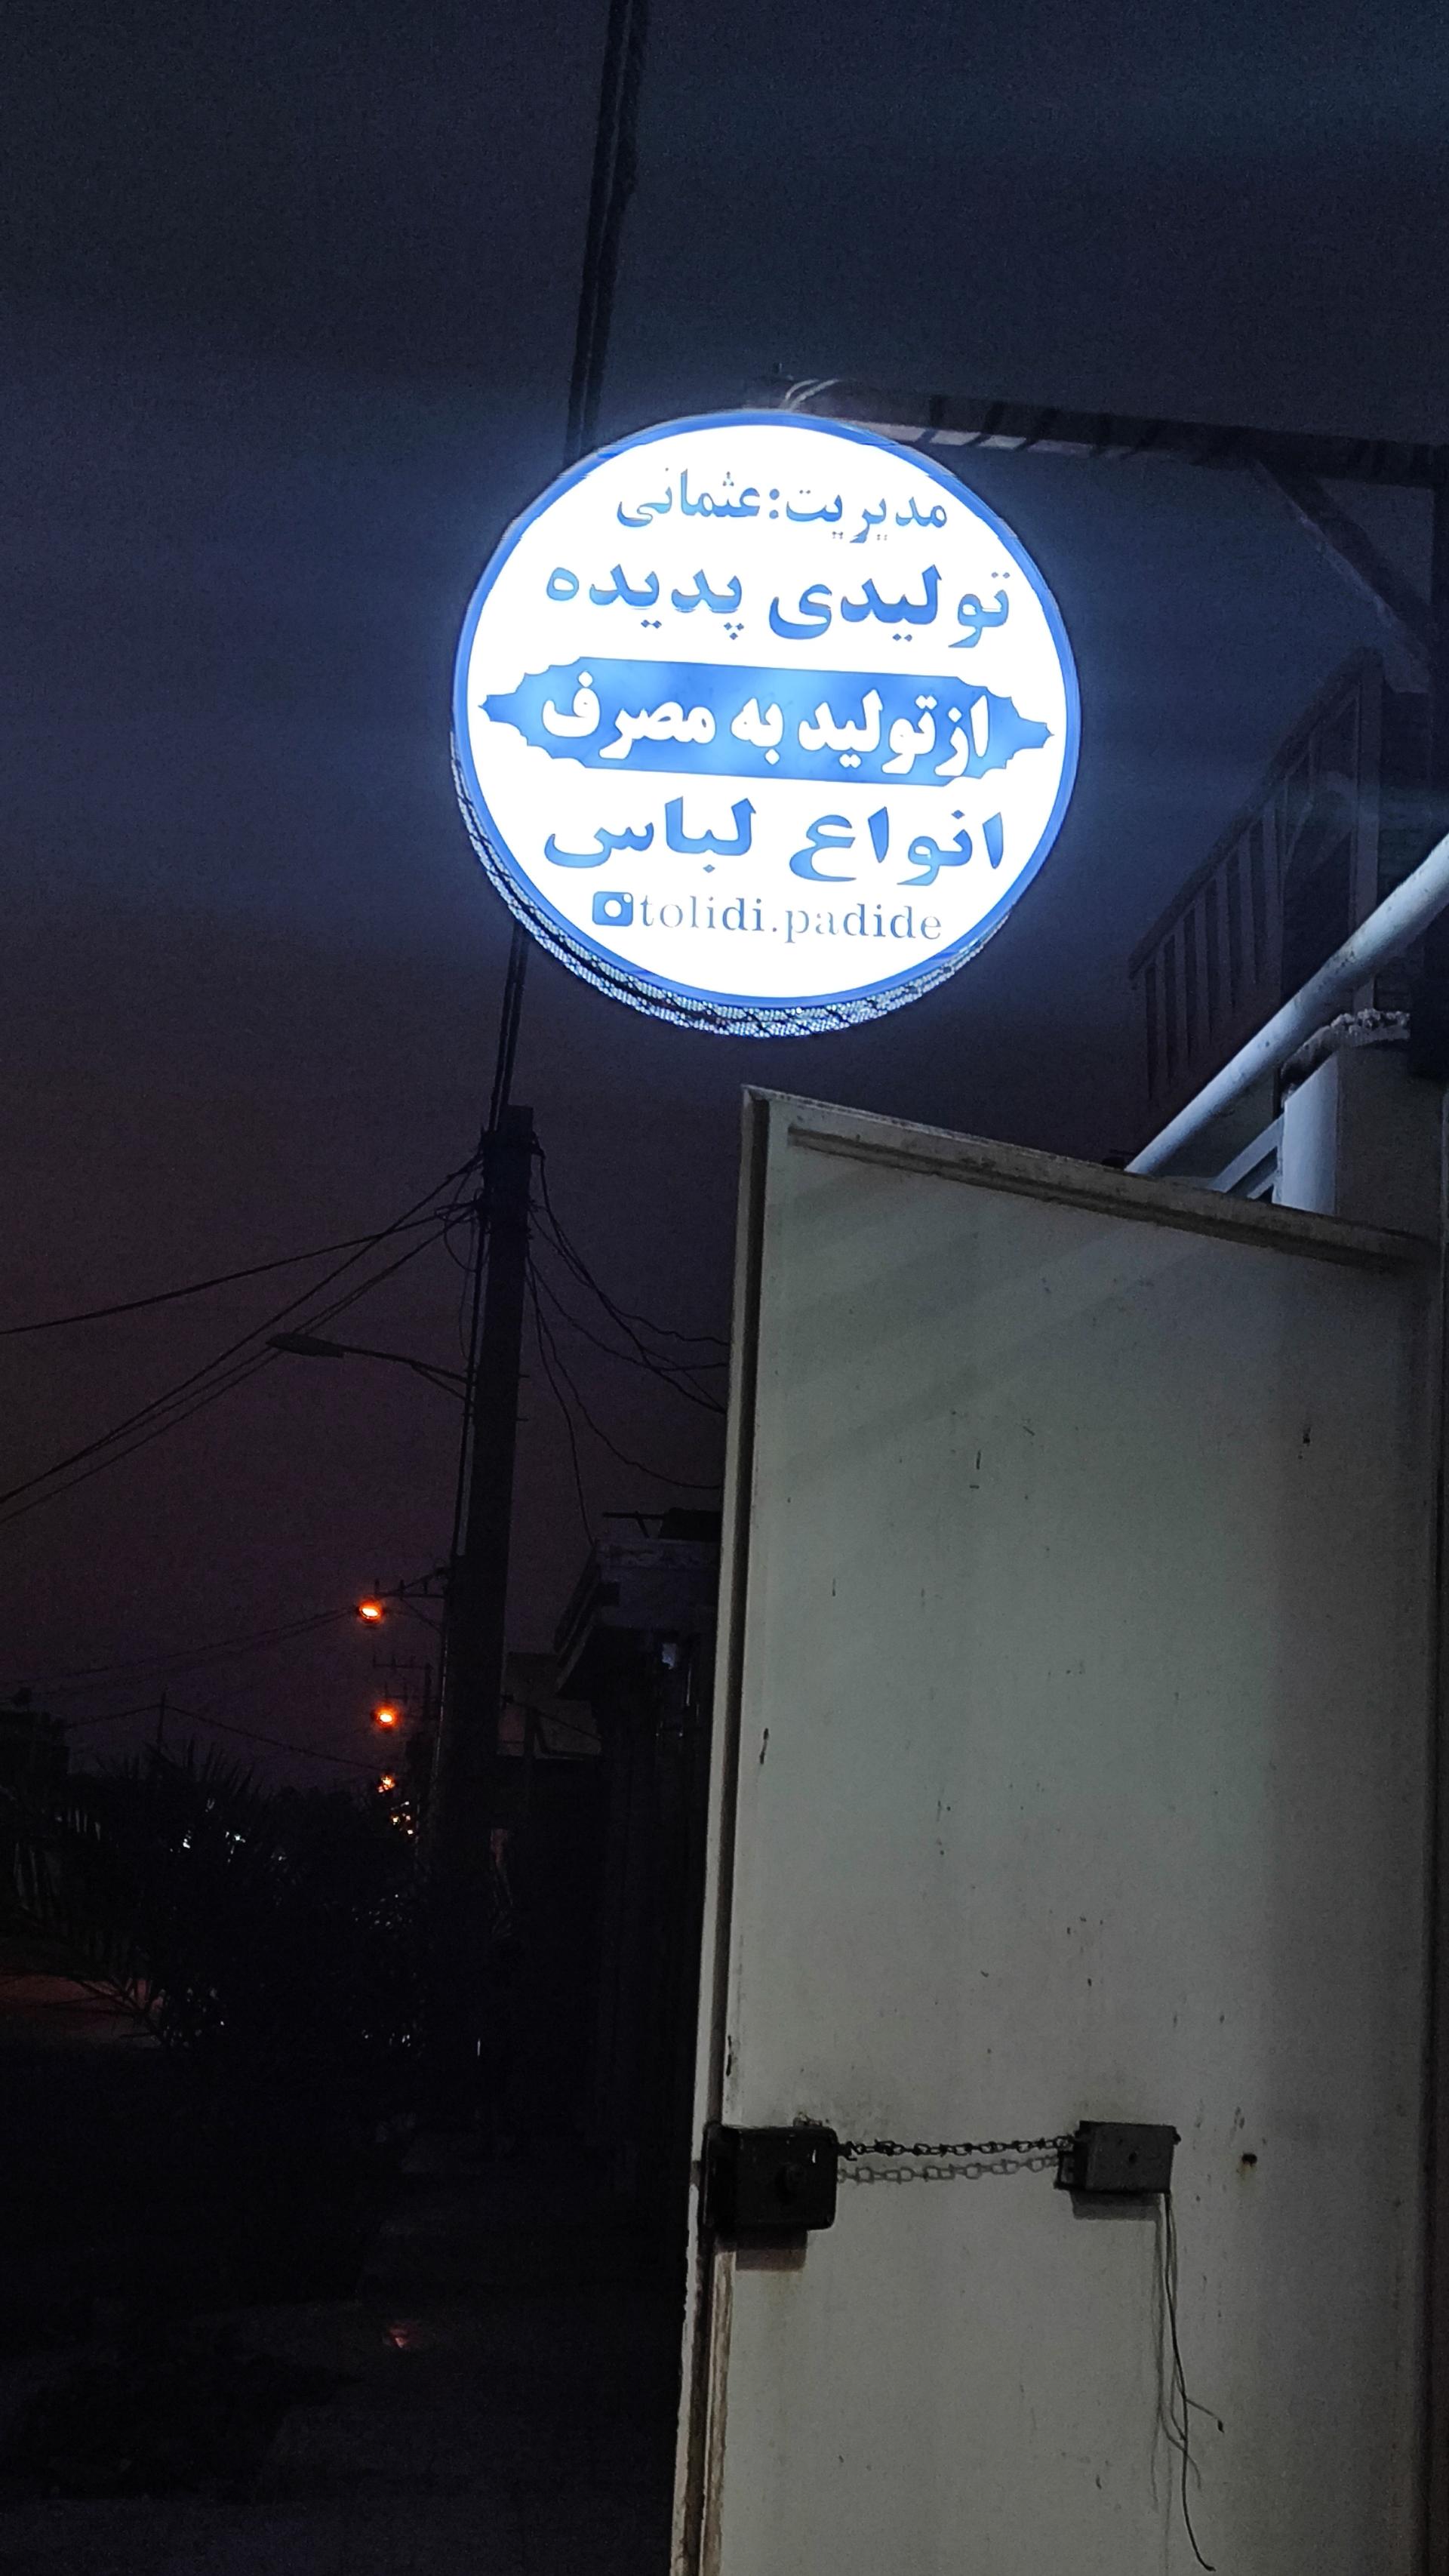 مدیریت:عثمانی
تولیدی پدیده
ازتولید به مصرف
انواع لباس
tolidi.padide